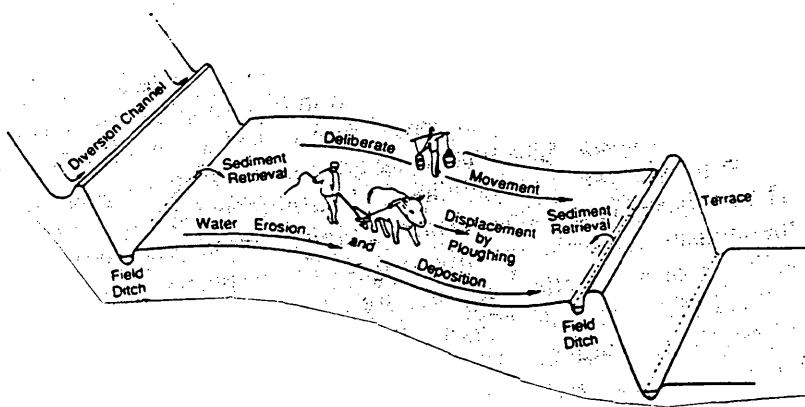 Diversion Channel
Sediment
Retrieval
Deliberate
Movement
Water Erosion
and
Deposition
Displacement
by
Ploughing
Sediment
Retrieval
Terrace
Field
Ditch
Field
Ditch